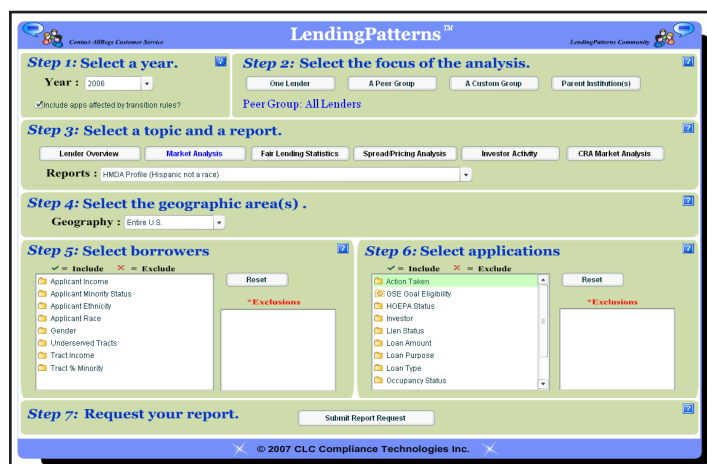 Contact AllRegs Customer Service
LendingPatterns™
LendingPatterns Community
Step 1: Select a year.
?
Year :
2006
Include apps affected by transition rules?
Step 2: Select the focus of the analysis.
?
One Lender
A Peer Group
A Custom Group
Parent Institution(s)
Peer Group: All Lenders
Step 3: Select a topic and a report.
?
Lender Overview
Market Analysis
Fair Lending Statistics
Spread/Pricing Analysis
Investor Activity
CRA Market Analysis
Reports :
HMDA Profile (Hispanic not a race)
Step 4: Select the geographic area(s) .
?
Geography :
Entire U.S.
Step 5: Select borrowers
?
✓ = Include × = Exclude
Applicant Income
Applicant Minority Status
Applicant Ethnicity
Applicant Race
Gender
Underserved Tracts
Tract Income
Tract % Minority
Reset
*Exclusions
Step 6: Select applications
?
✓ = Include × = Exclude
Action Taken
GSE Goal Eligibility
HOEPA Status
Investor
Lien Status
Loan Amount
Loan Purpose
Loan Type
Occupancy Status
Reset
*Exclusions
Step 7: Request your report.
?
Submit Report Request
© 2007 CLC Compliance Technologies Inc.